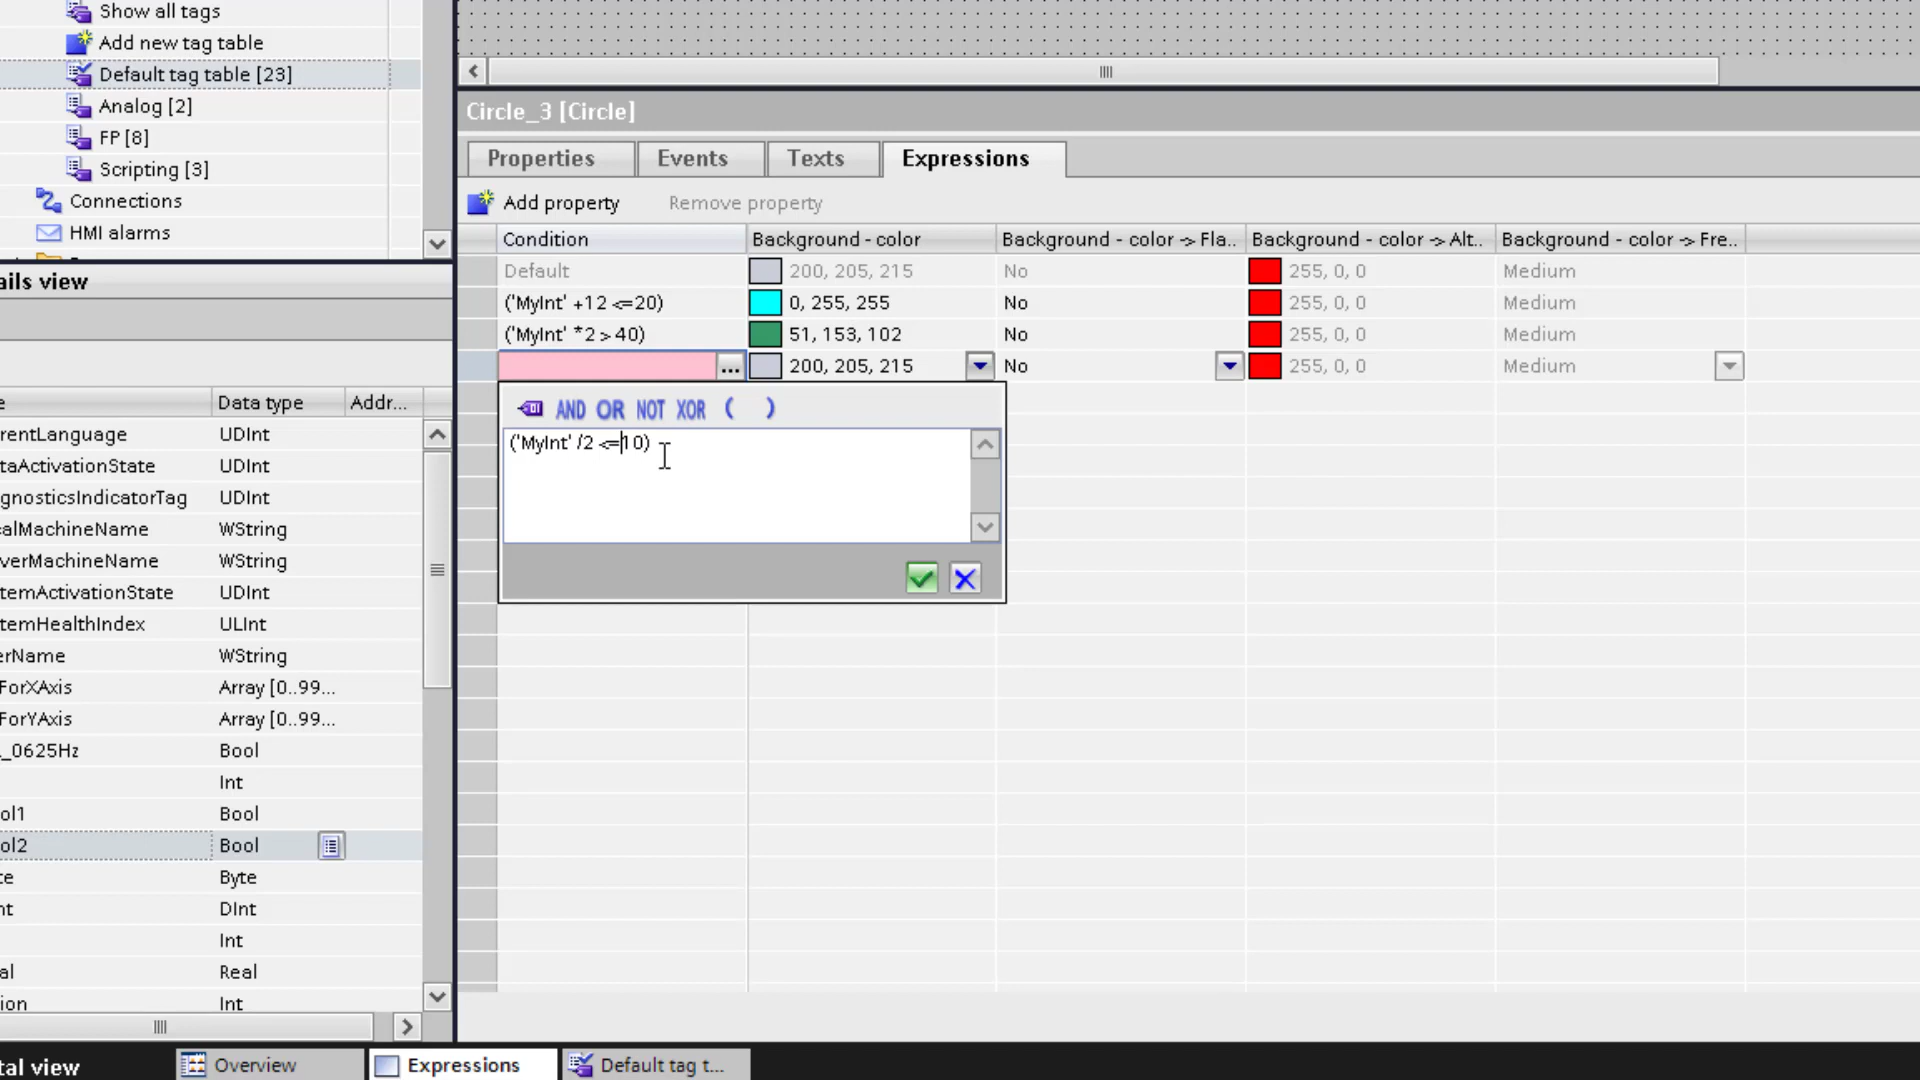 Show all tags
Add new tag table
Default tag table [23]
Analog [2]
FP [8]
Scripting [3]
Connections
HMI alarms
ails view
e Data type Addr...
rentLanguage UDInt
taActivationState UDInt
gnosticsIndicatorTag UDInt
calMachineName WString
verMachineName WString
temActivationState UDInt
temHealthIndex ULInt
erName WString
ForXAxis Array [0..99...
ForYAxis Array [0..99...
_0625Hz Bool
Int
ol1 Bool
ol2 Bool
te Byte
nt DInt
Int
al Real
ion Int
Circle_3 [Circle]
Properties Events Texts Expressions
Add property Remove property
Condition Background - color Background - color -> Fla.. Background - color -> Alt.. Background - color -> Fre..
Default 200, 205, 215 No 255, 0, 0 Medium
('MyInt' +12 <=20) 0, 255, 255 No 255, 0, 0 Medium
('MyInt' *2 > 40) 51, 153, 102 No 255, 0, 0 Medium
... 200, 205, 215 No 255, 0, 0 Medium
AND OR NOT XOR ( )
('MyInt' /2 <=10)
tal view Overview Expressions Default tag t...